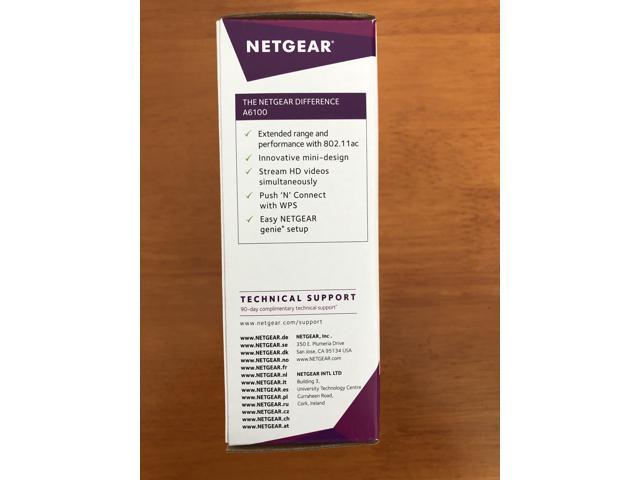 NETGEAR®
THE NETGEAR DIFFERENCE
A6100
✓ Extended range and
performance with 802.11ac
✓ Innovative mini-design
✓ Stream HD videos
simultaneously
✓ Push 'N' Connect
with WPS
✓ Easy NETGEAR
genie® setup
TECHNICAL SUPPORT
90-day complimentary technical support*
www.netgear.com/support
www.NETGEAR.de
www.NETGEAR.se
www.NETGEAR.dk
www.NETGEAR.no
www.NETGEAR.fr
www.NETGEAR.nl
www.NETGEAR.it
www.NETGEAR.es
www.NETGEAR.pl
www.NETGEAR.ru
www.NETGEAR.cz
www.NETGEAR.ch
www.NETGEAR.at
NETGEAR, Inc.
350 E. Plumeria Drive
San Jose, CA 95134 USA
www.NETGEAR.com
NETGEAR INTL LTD
Building 3,
University Technology Centre
Curraheen Road,
Cork, Ireland